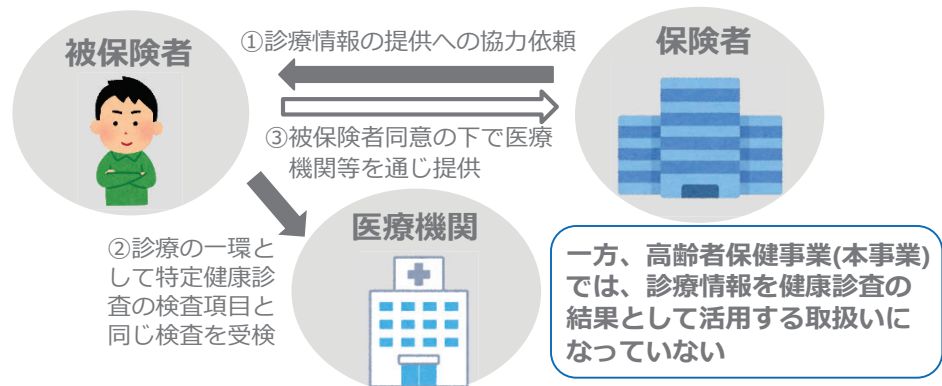 被保険者
①診療情報の提供への協力依頼
保険者
③被保険者同意の下で医療
機関等を通じ提供
②診療の一環と
して特定健康診
査の検査項目と
同じ検査を受検
医療機関
一方、高齢者保健事業(本事業)
では、診療情報を健康診査の
結果として活用する取扱いに
なっていない